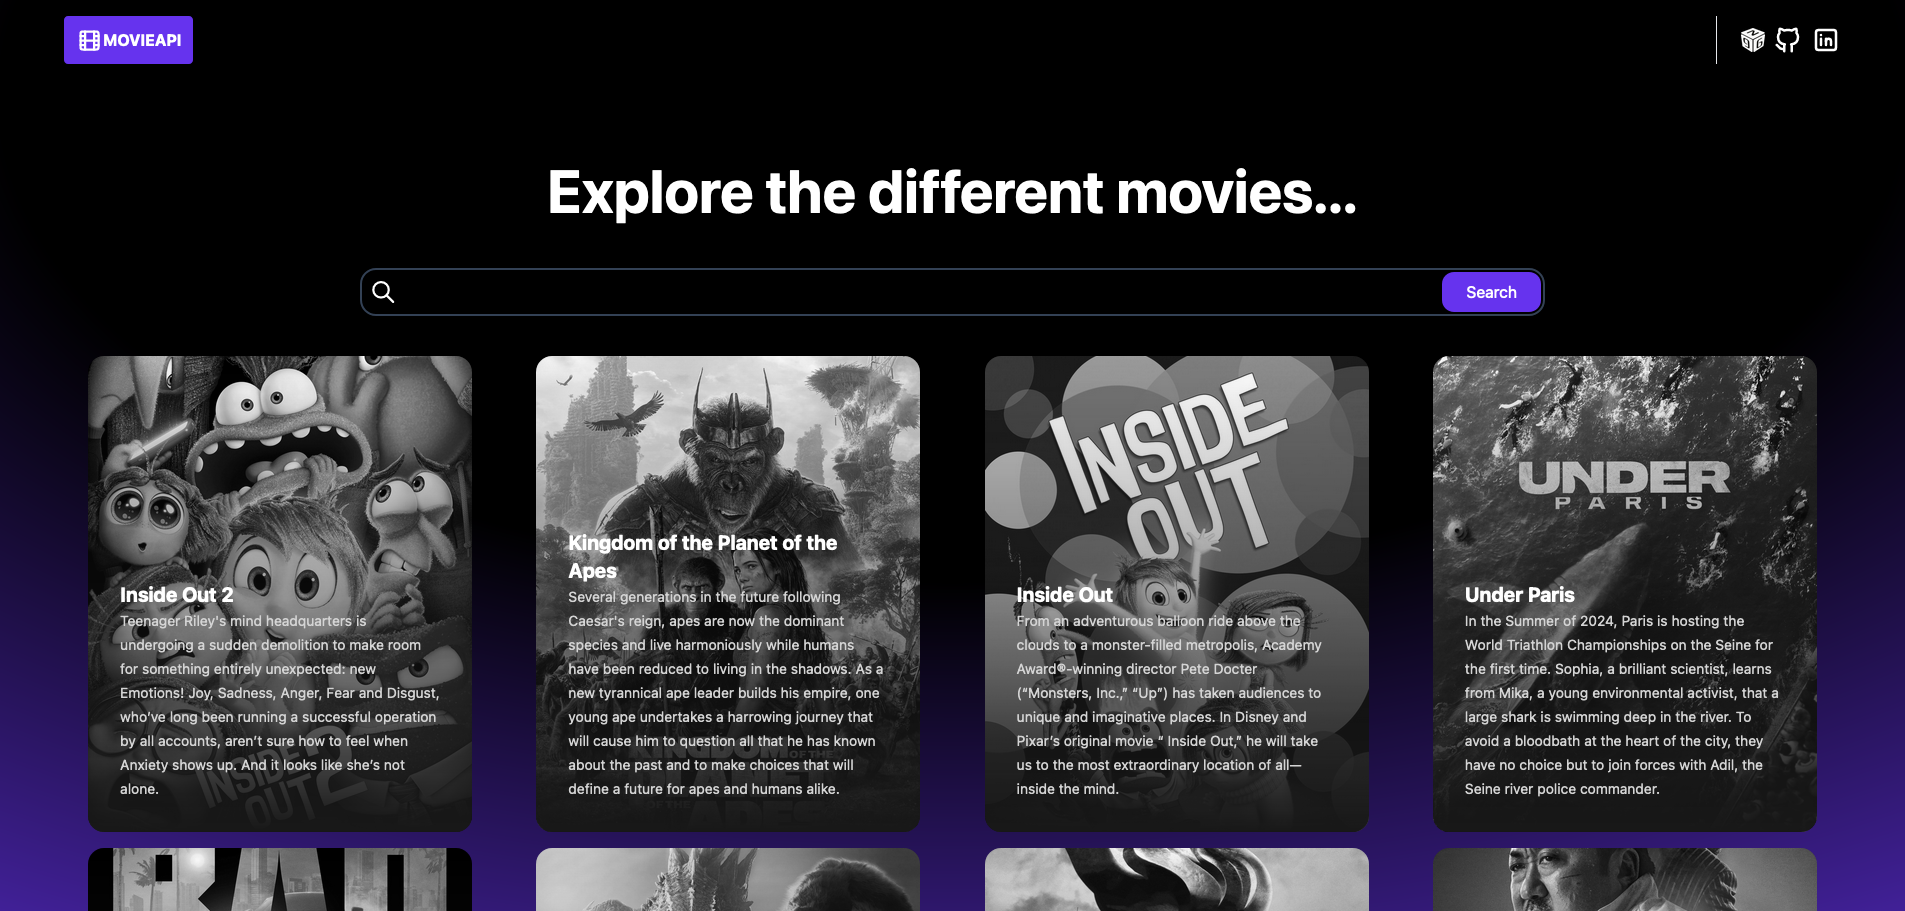 MOVIEAPI
Explore the different movies...
Search
INSIDE
OUT
UNDER
PARIS
Inside Out 2
Teenager Riley's mind headquarters is
undergoing a sudden demolition to make room
for something entirely unexpected: new
Emotions! Joy, Sadness, Anger, Fear and Disgust,
who’ve long been running a successful operation
by all accounts, aren’t sure how to feel when
Anxiety shows up. And it looks like she’s not
alone.
INSIDE
OUT 2
Kingdom of the Planet of the
Apes
Several generations in the future following
Caesar's reign, apes are now the dominant
species and live harmoniously while humans
have been reduced to living in the shadows. As a
new tyrannical ape leader builds his empire, one
young ape undertakes a harrowing journey that
will cause him to question all that he has known
about the past and to make choices that will
define a future for apes and humans alike.
Inside Out
From an adventurous balloon ride above the
clouds to a monster-filled metropolis, Academy
Award®-winning director Pete Docter
(“Monsters, Inc.,” “Up”) has taken audiences to
unique and imaginative places. In Disney and
Pixar’s original movie “ Inside Out,” he will take
us to the most extraordinary location of all—
inside the mind.
Under Paris
In the Summer of 2024, Paris is hosting the
World Triathlon Championships on the Seine for
the first time. Sophia, a brilliant scientist, learns
from Mika, a young environmental activist, that a
large shark is swimming deep in the river. To
avoid a bloodbath at the heart of the city, they
have no choice but to join forces with Adil, the
Seine river police commander.